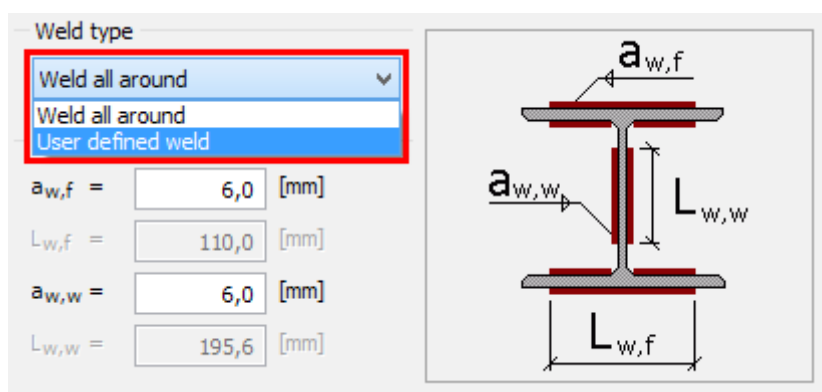 Weld type
Weld all around
Weld all around
User defined weld
aw,f = 6,0 [mm]
Lw,f = 110,0 [mm]
aw,w = 6,0 [mm]
Lw,w = 195,6 [mm]
aw,f
aw,w
Lw,w
Lw,f